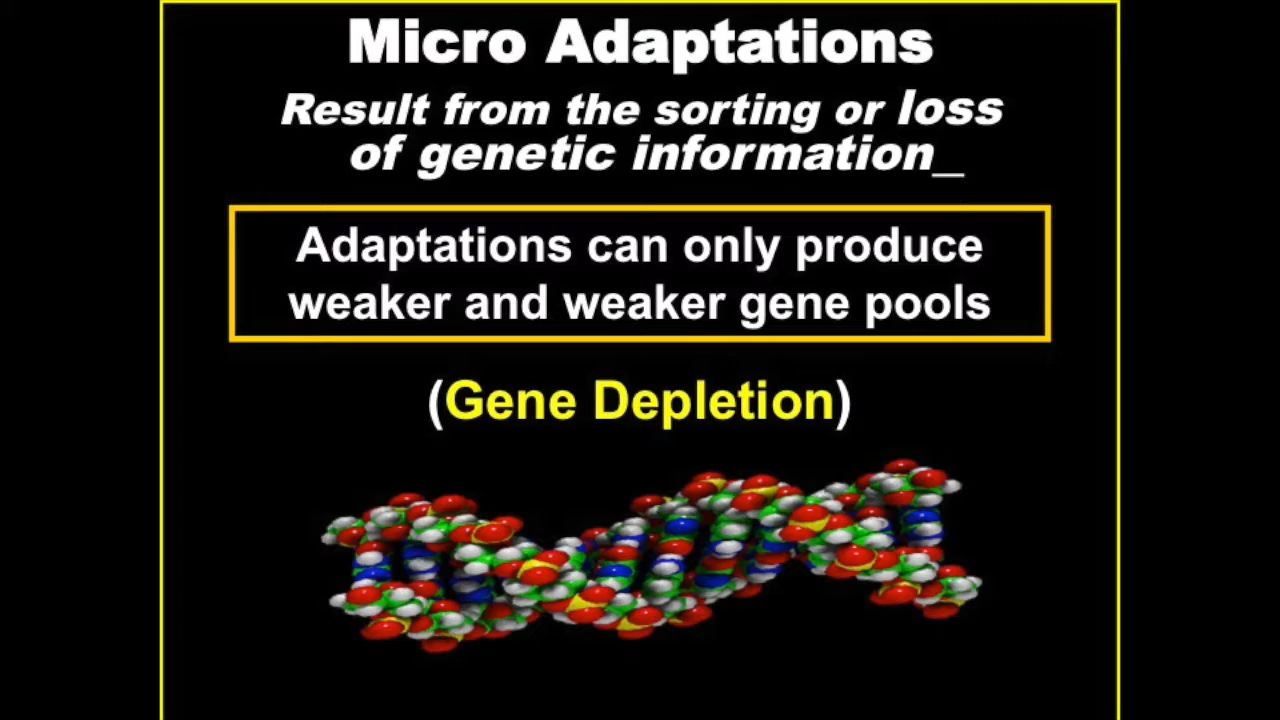 Micro Adaptations
Result from the sorting or loss
of genetic information_
Adaptations can only produce
weaker and weaker gene pools
(Gene Depletion)